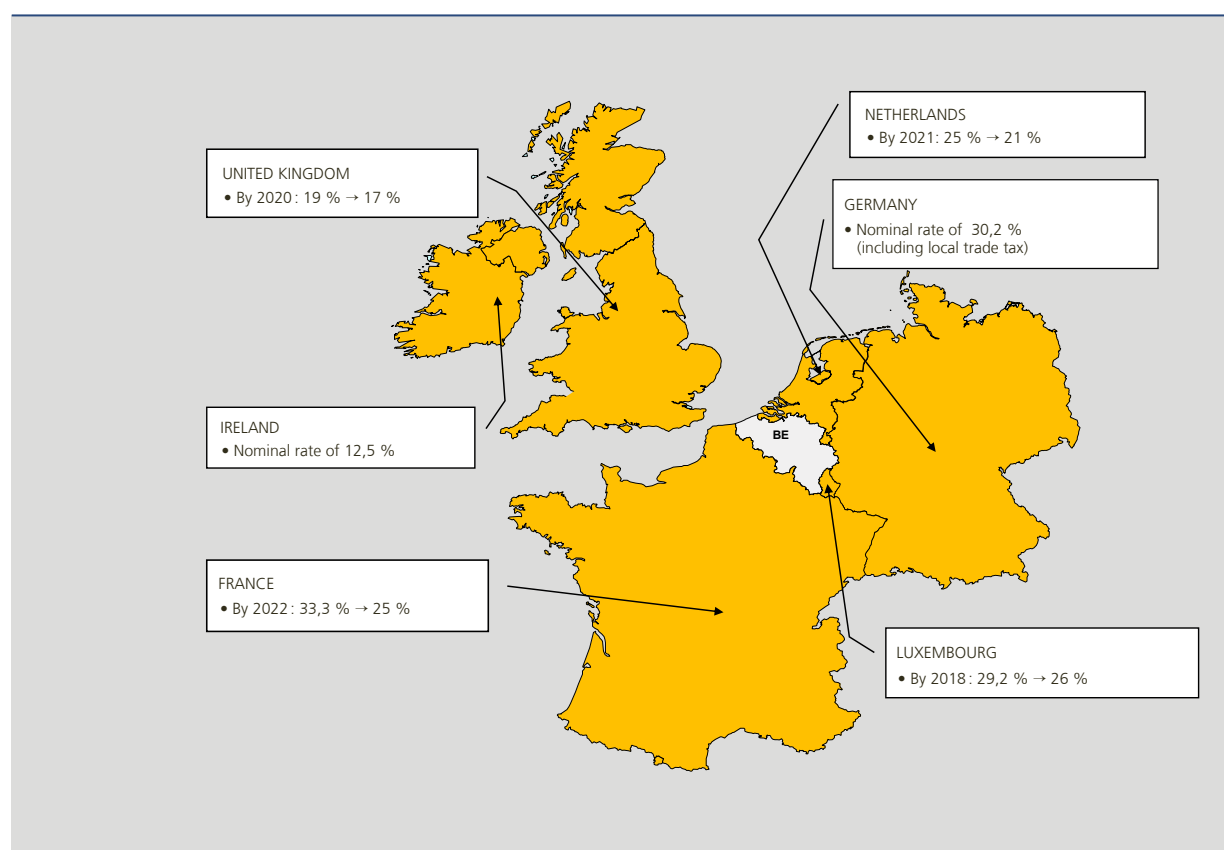 NETHERLANDS
• By 2021: 25 % → 21 %
UNITED KINGDOM
• By 2020: 19 % → 17 %
GERMANY
• Nominal rate of 30,2 %
(including local trade tax)
IRELAND
• Nominal rate of 12,5 %
BE
FRANCE
• By 2022: 33,3 % → 25 %
LUXEMBOURG
• By 2018: 29,2 % → 26 %